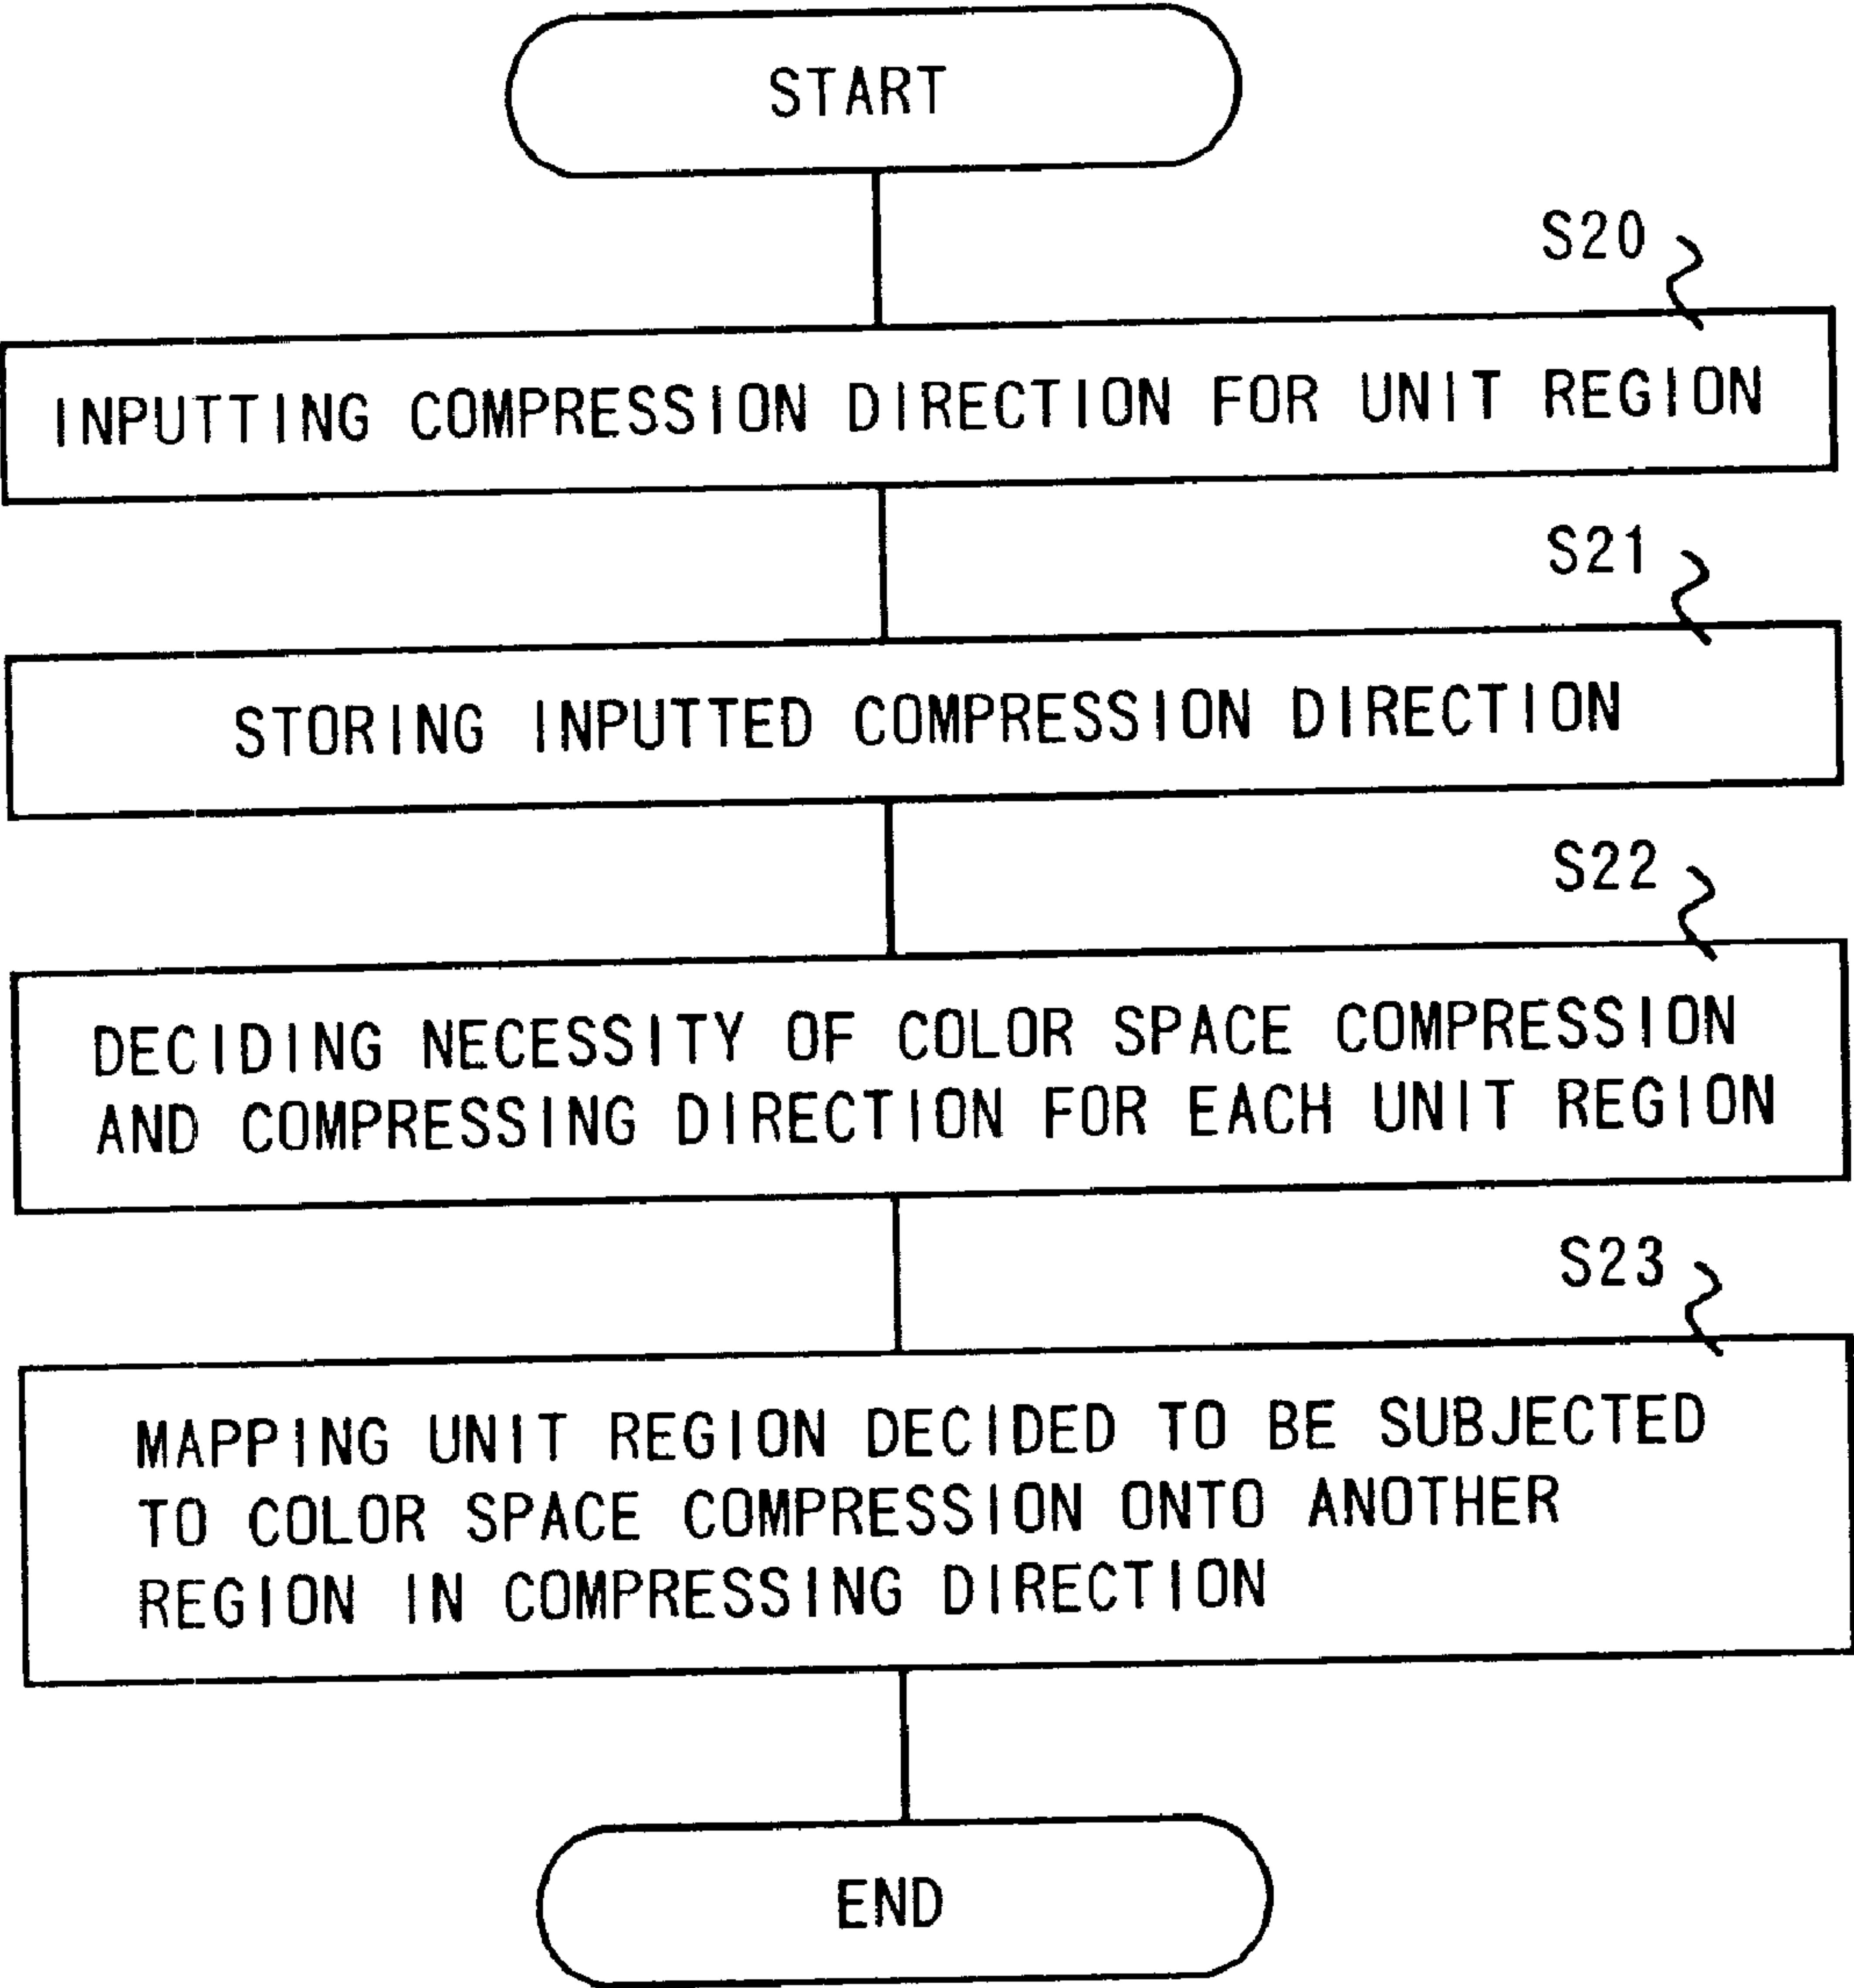 START
S20
INPUTTING COMPRESSION DIRECTION FOR UNIT REGION
S21
STORING INPUTTED COMPRESSION DIRECTION
S22
DECIDING NECESSITY OF COLOR SPACE COMPRESSION
AND COMPRESSING DIRECTION FOR EACH UNIT REGION
S23
MAPPING UNIT REGION DECIDED TO BE SUBJECTED
TO COLOR SPACE COMPRESSION ONTO ANOTHER
REGION IN COMPRESSING DIRECTION
END